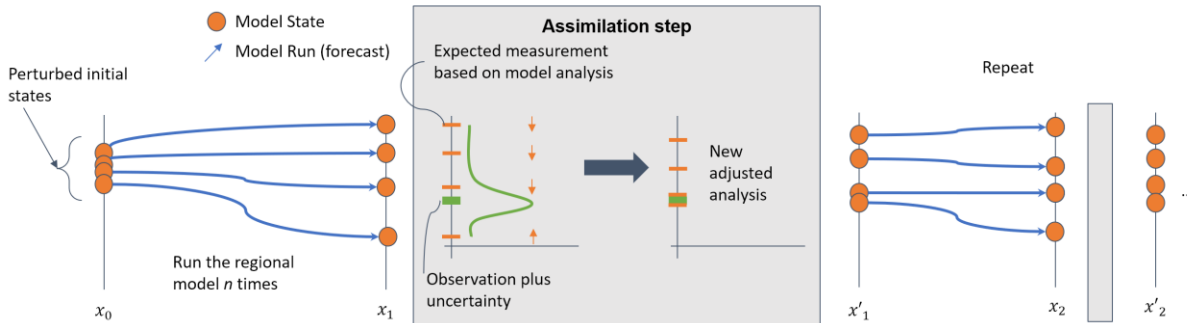 Model State
Model Run (forecast)
Perturbed initial
states
Run the regional
model n times
x₀
x₁
Assimilation step
Expected measurement
based on model analysis
New
adjusted
analysis
Observation plus
uncertainty
Repeat
x'₁
x₂
x'₂
..